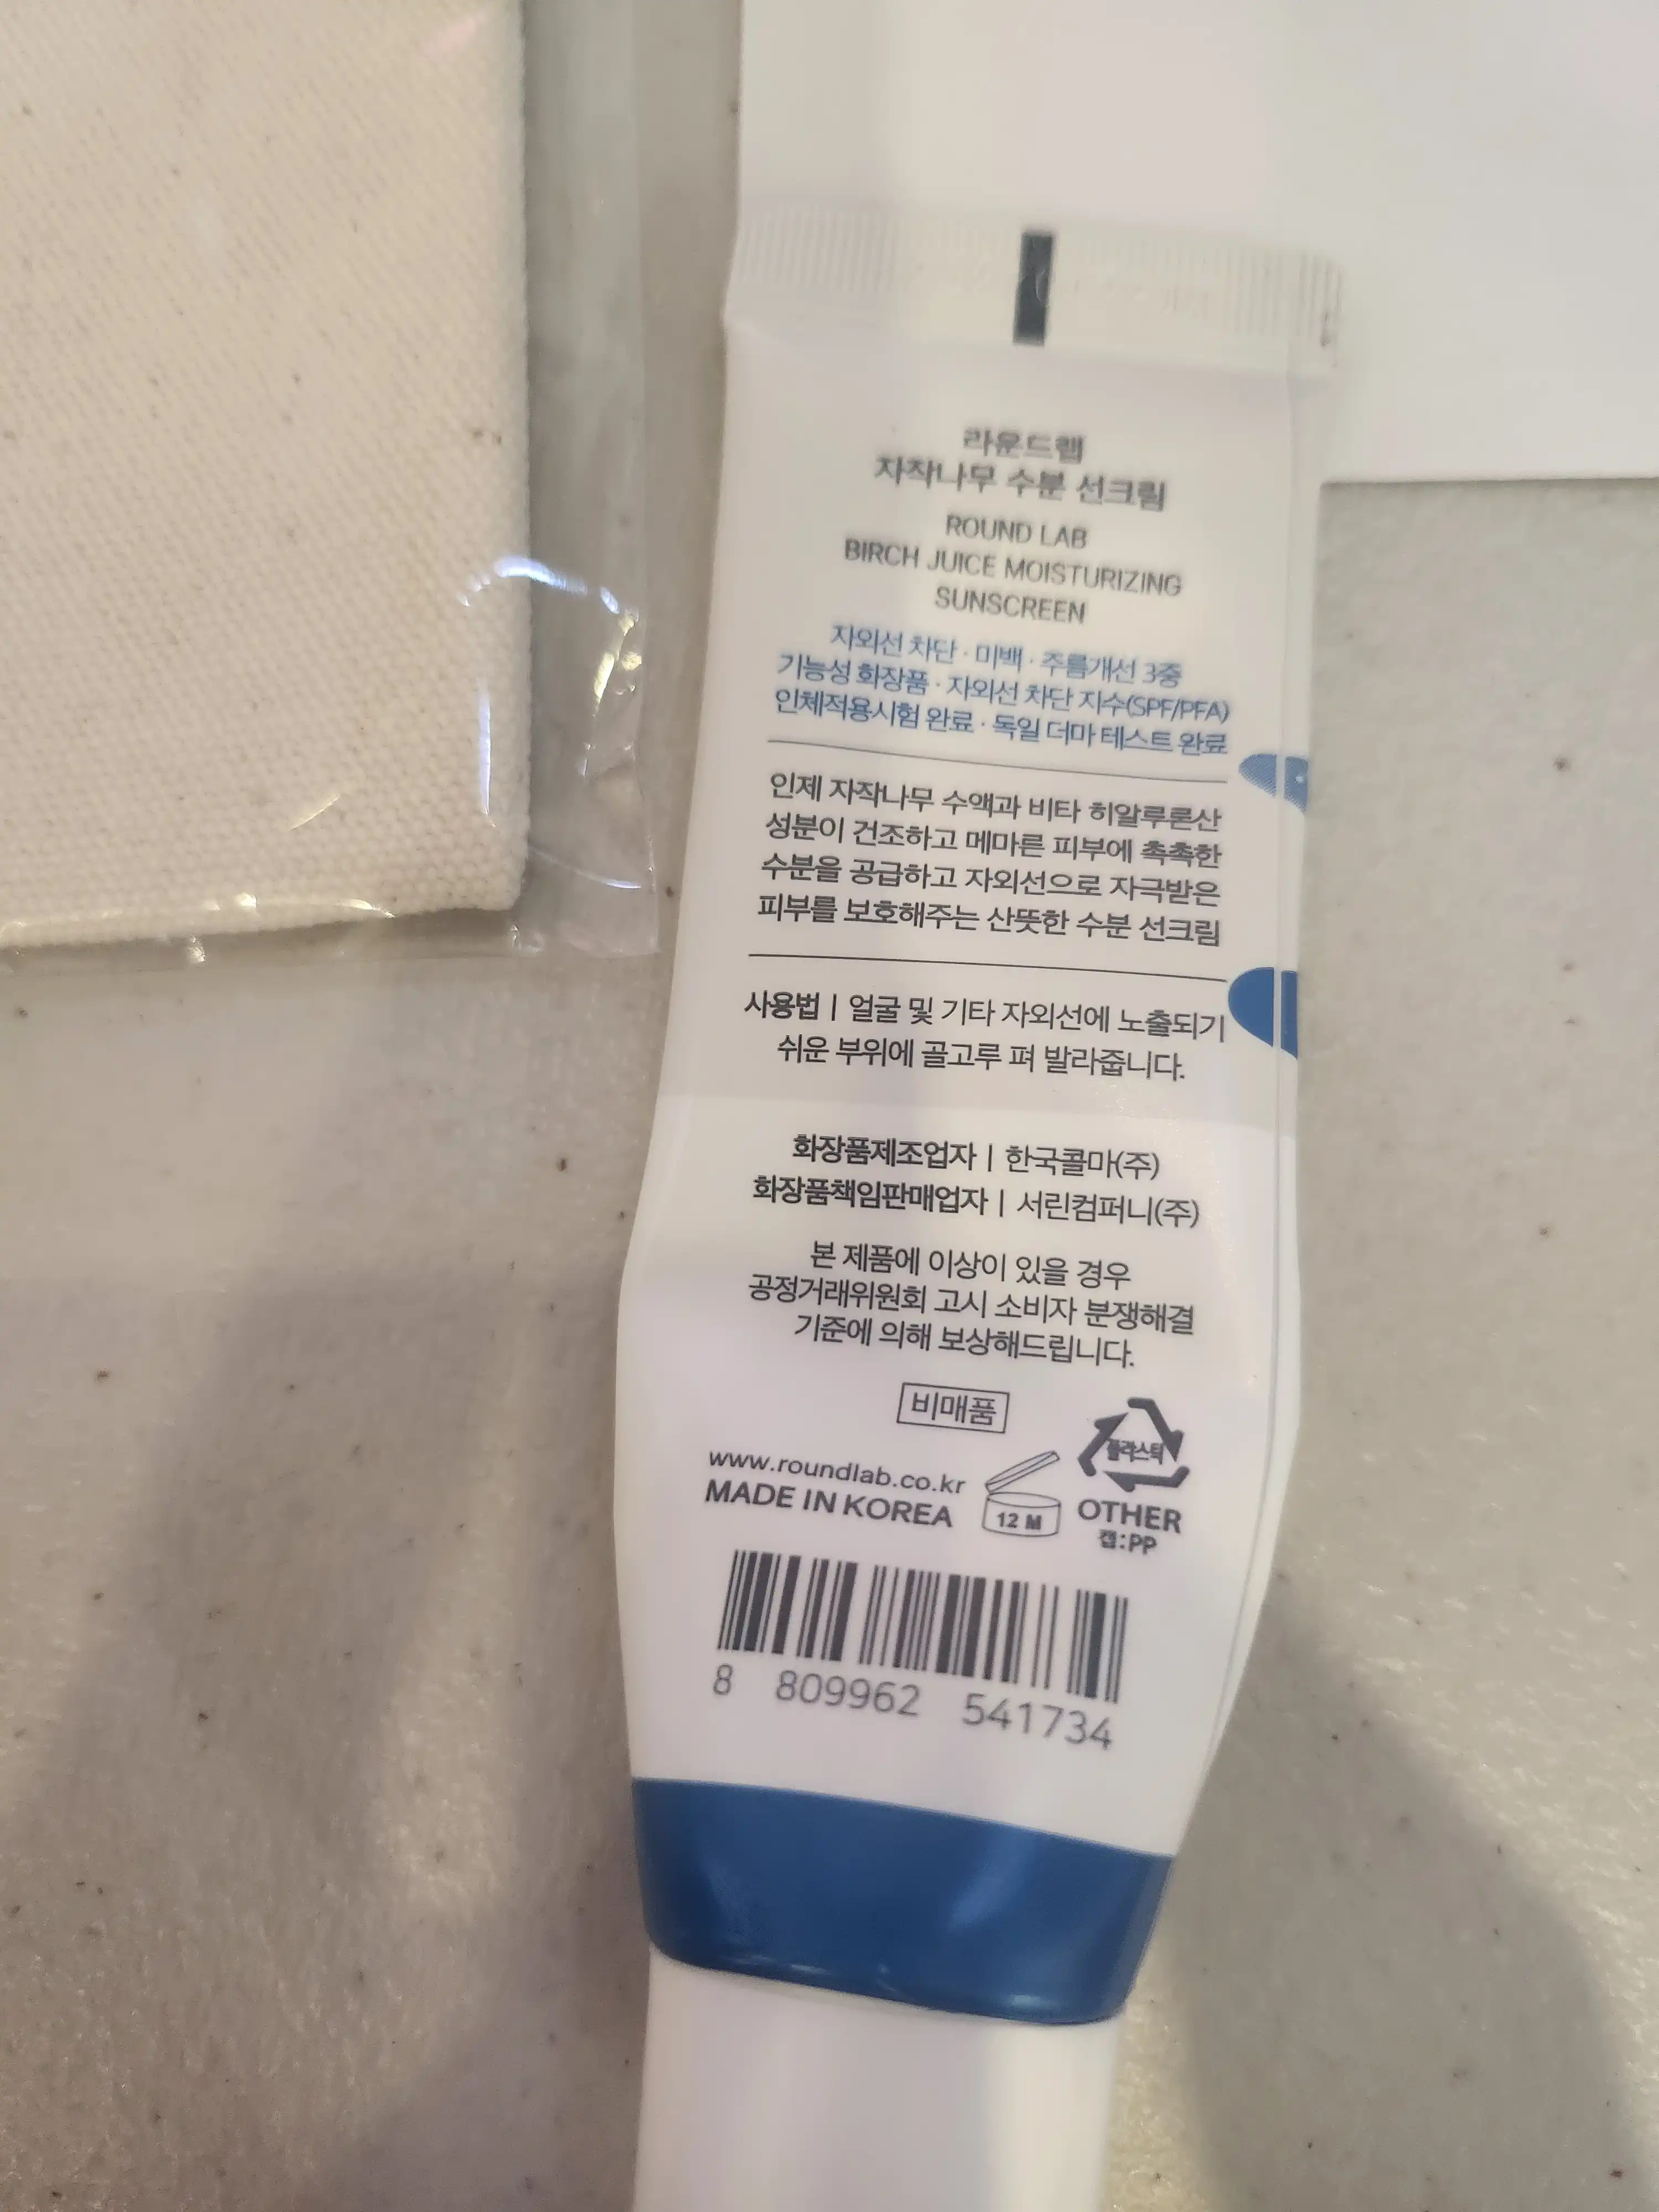 라운드랩
자작나무 수분 선크림
ROUND LAB
BIRCH JUICE MOISTURIZING
SUNSCREEN
자외선 차단 · 미백 · 주름개선 3중
기능성 화장품 · 자외선 차단 지수(SPF/PFA)
인체적용시험 완료 · 독일 더마 테스트 완료
인제 자작나무 수액과 비타 히알루론산
성분이 건조하고 메마른 피부에 촉촉한
수분을 공급하고 자외선으로 자극받은
피부를 보호해주는 산뜻한 수분 선크림
사용법 | 얼굴 및 기타 자외선에 노출되기
쉬운 부위에 골고루 펴 발라줍니다.
화장품제조업자 | 한국콜마(주)
화장품책임판매업자 | 서린컴퍼니(주)
본 제품에 이상이 있을 경우
공정거래위원회 고시 소비자 분쟁해결
기준에 의해 보상해드립니다.
비매품
플라스틱
www.roundlab.co.kr
MADE IN KOREA
12 M
OTHER
캡:PP
8 809962 541734